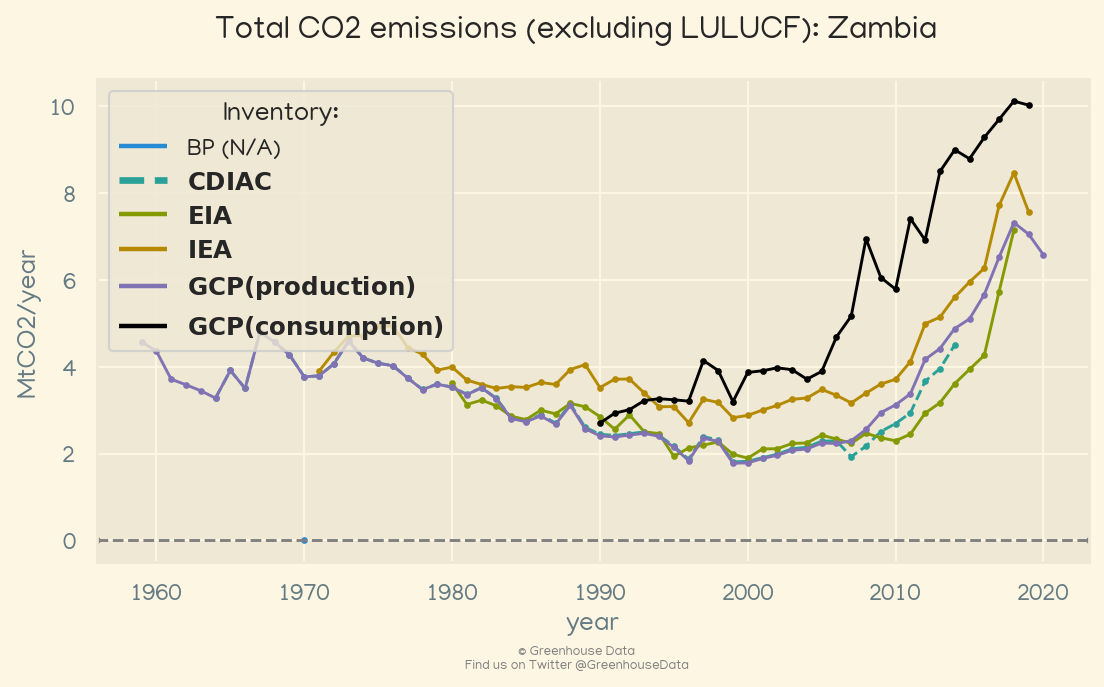 Total CO2 emissions (excluding LULUCF): Zambia
Inventory:
BP (N/A)
CDIAC
EIA
IEA
GCP(production)
GCP(consumption)
MtCO2/year
10
8
6
4
2
0
1960
1970
1980
1990
2000
2010
2020
year
© Greenhouse Data
Find us on Twitter @GreenhouseData